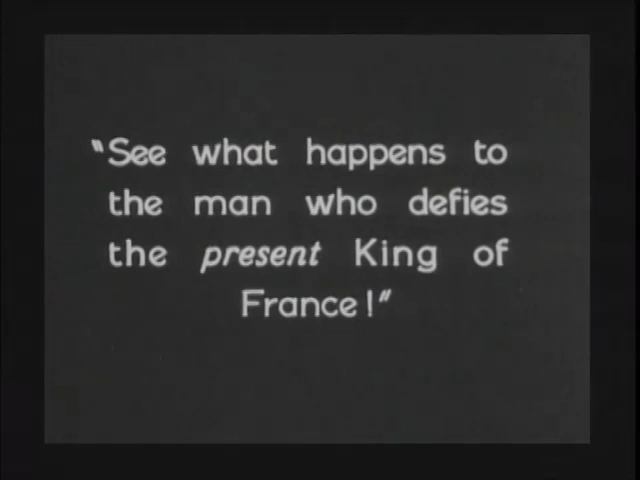 "See what happens to
the man who defies
the present King of
France!"